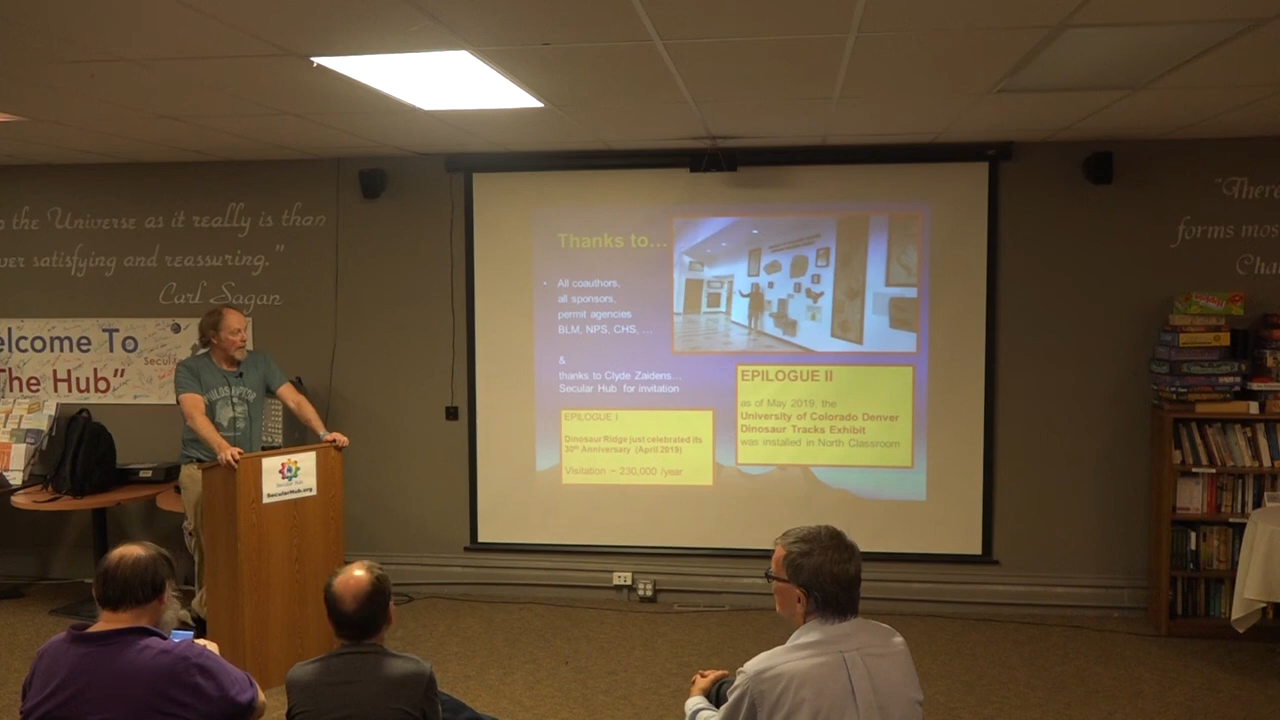 the Universe as it really is than
satisfying and reassuring."
Carl Sagan
elcome To
The Hub"
Secular Hub
SecularHub.org
Thanks to...
All coauthors,
all sponsors,
permit agencies
BLM, NPS, CHS, ...
&
thanks to Clyde Zaidens...
Secular Hub for invitation
EPILOGUE I
Dinosaur Ridge just celebrated its
30th Anniversary (April 2019)
Visitation ~ 230,000 /year
EPILOGUE II
as of May 2019, the
University of Colorado Denver
Dinosaur Tracks Exhibit
was installed in North Classroom
"There
forms mos
Cha